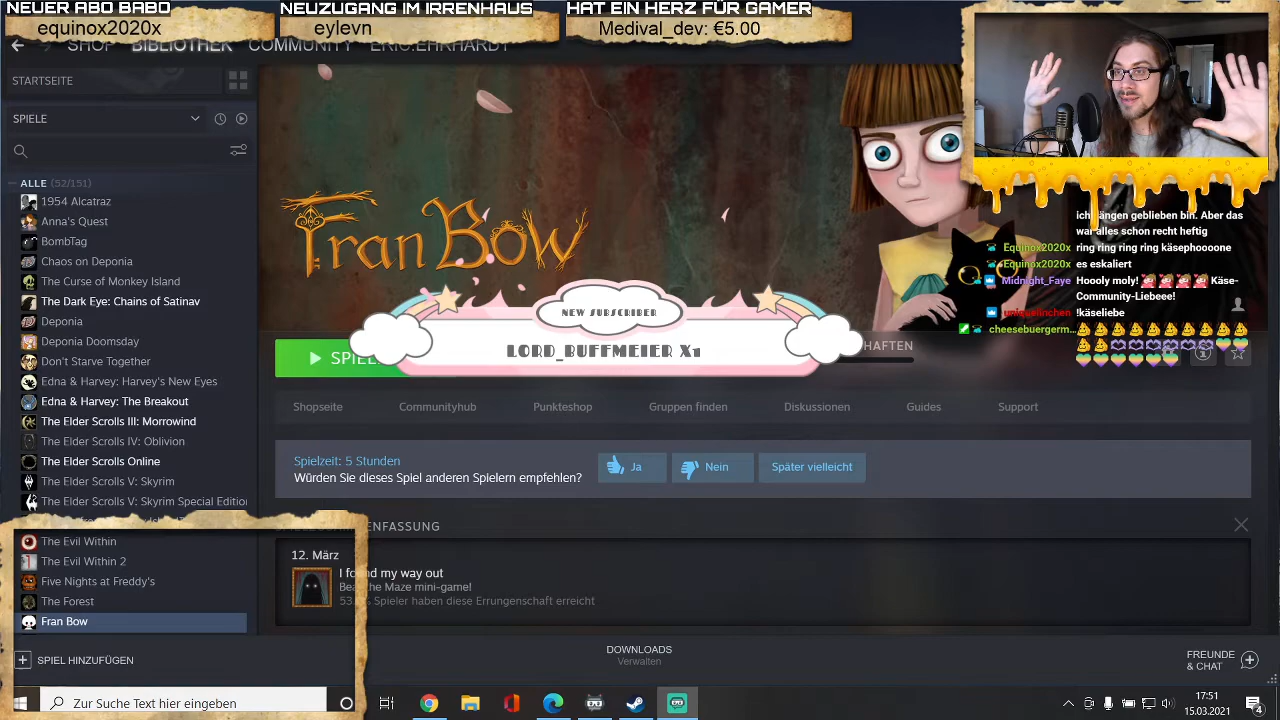 NEUER ABO BABO
equinox2020x
NEUZUGANG IM IRRENHAUS
eylevn
HAT EIN HERZ FÜR GAMER
Medival_dev: €5.00
SHOP BIBLIOTHEK COMMUNITY ERIC.EHRHARDT
STARTSEITE
SPIELE
ALLE (52/151)
1954 Alcatraz
Anna's Quest
BombTag
Chaos on Deponia
The Curse of Monkey Island
The Dark Eye: Chains of Satinav
Deponia
Deponia Doomsday
Don't Starve Together
Edna & Harvey: Harvey's New Eyes
Edna & Harvey: The Breakout
The Elder Scrolls III: Morrowind
The Elder Scrolls IV: Oblivion
The Elder Scrolls Online
The Elder Scrolls V: Skyrim
The Elder Scrolls V: Skyrim Special Edition
The Evil Within
The Evil Within 2
Five Nights at Freddy's
The Forest
Fran Bow
SPIEL HINZUFÜGEN
Fran Bow
NEW SUBSCRIBER
LORD_BUFFMEIER X1
SPIEL
HAFTEN
ich hängen geblieben bin. Aber das
war alles schon recht heftig
Equinox2020x ring ring ring ring käsephoooone
Equinox2020x es eskaliert
Midnight_Faye Hoooly moly! Käse-
Community-Liebeee!
!käseliebe
cheesebuergerm...
Shopseite Communityhub Punkteshop Gruppen finden Diskussionen Guides Support
Spielzeit: 5 Stunden
Würden Sie dieses Spiel anderen Spielern empfehlen?
Ja
Nein
Später vielleicht
ENFASSUNG
12. März
I found my way out
Beat the Maze mini-game!
Spieler haben diese Errungenschaft erreicht
DOWNLOADS
Verwalten
FREUNDE
& CHAT
Zur Suche Text hier eingeben
17:51
15.03.2021
4